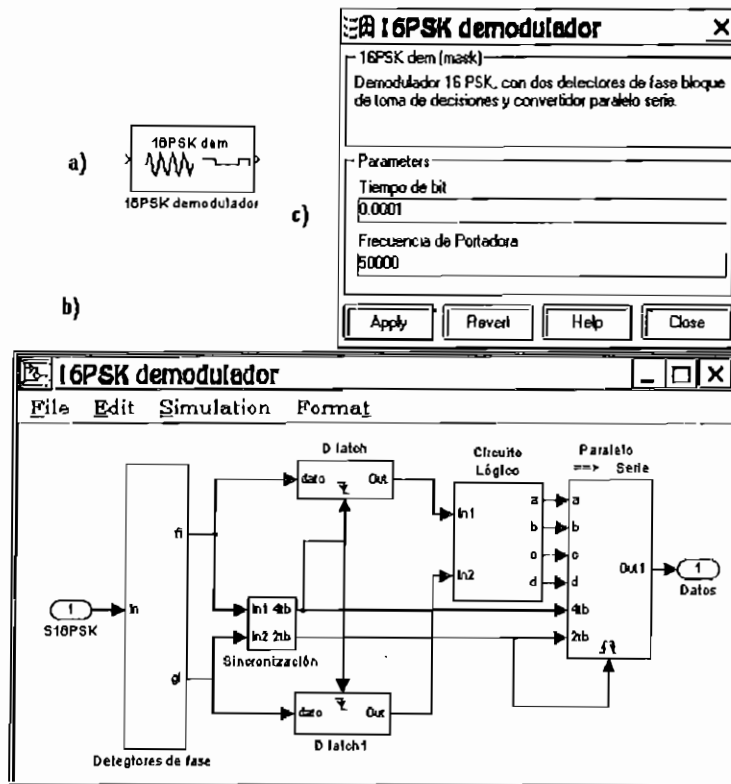 a)
16PSK dem
16PSK demodulador
c)
16PSK demodulador
16PSK dem (mask)
Demodulador 16 PSK, con dos detectores de fase bloque
de toma de decisiones y convertidor paralelo serie.
Parameters
Tiempo de bit
0.0001
Frecuencia de Portadora
50000
Apply
Revert
Help
Close
b)
16PSK demodulador
File Edit Simulation Format
1
S16PSK
In
fi
gi
Detectores de fase
D latch
dato
Out
In1 4tb
In2 2tb
Sincronización
dato
Out
D latch1
Circuito
Lógico
In1
In2
a
b
c
d
Paralelo
==> Serie
a
b
c
d
4tb
2tb
Out1
1
Datos